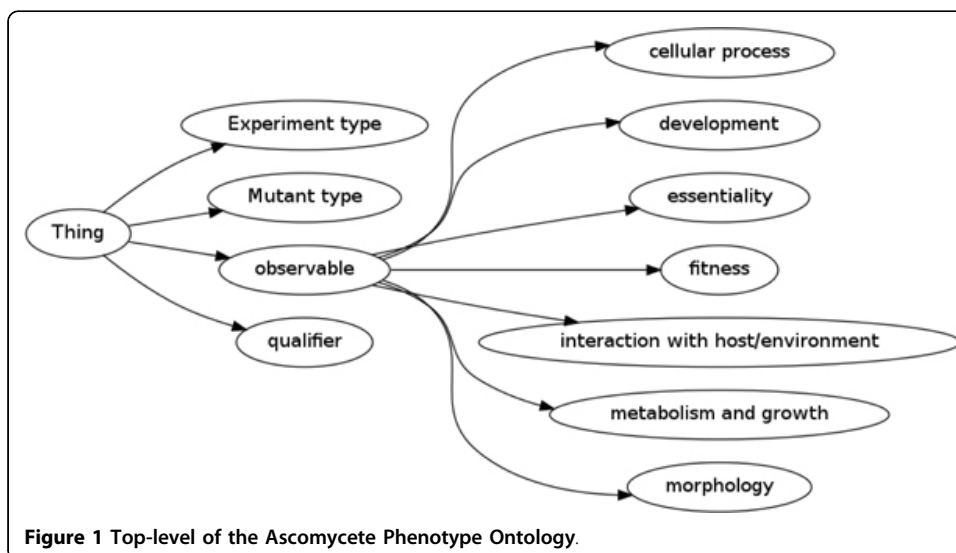 cellular process
Experiment type
development
Mutant type
essentiality
Thing
observable
fitness
qualifier
interaction with host/environment
metabolism and growth
morphology
Figure 1 Top-level of the Ascomycete Phenotype Ontology.